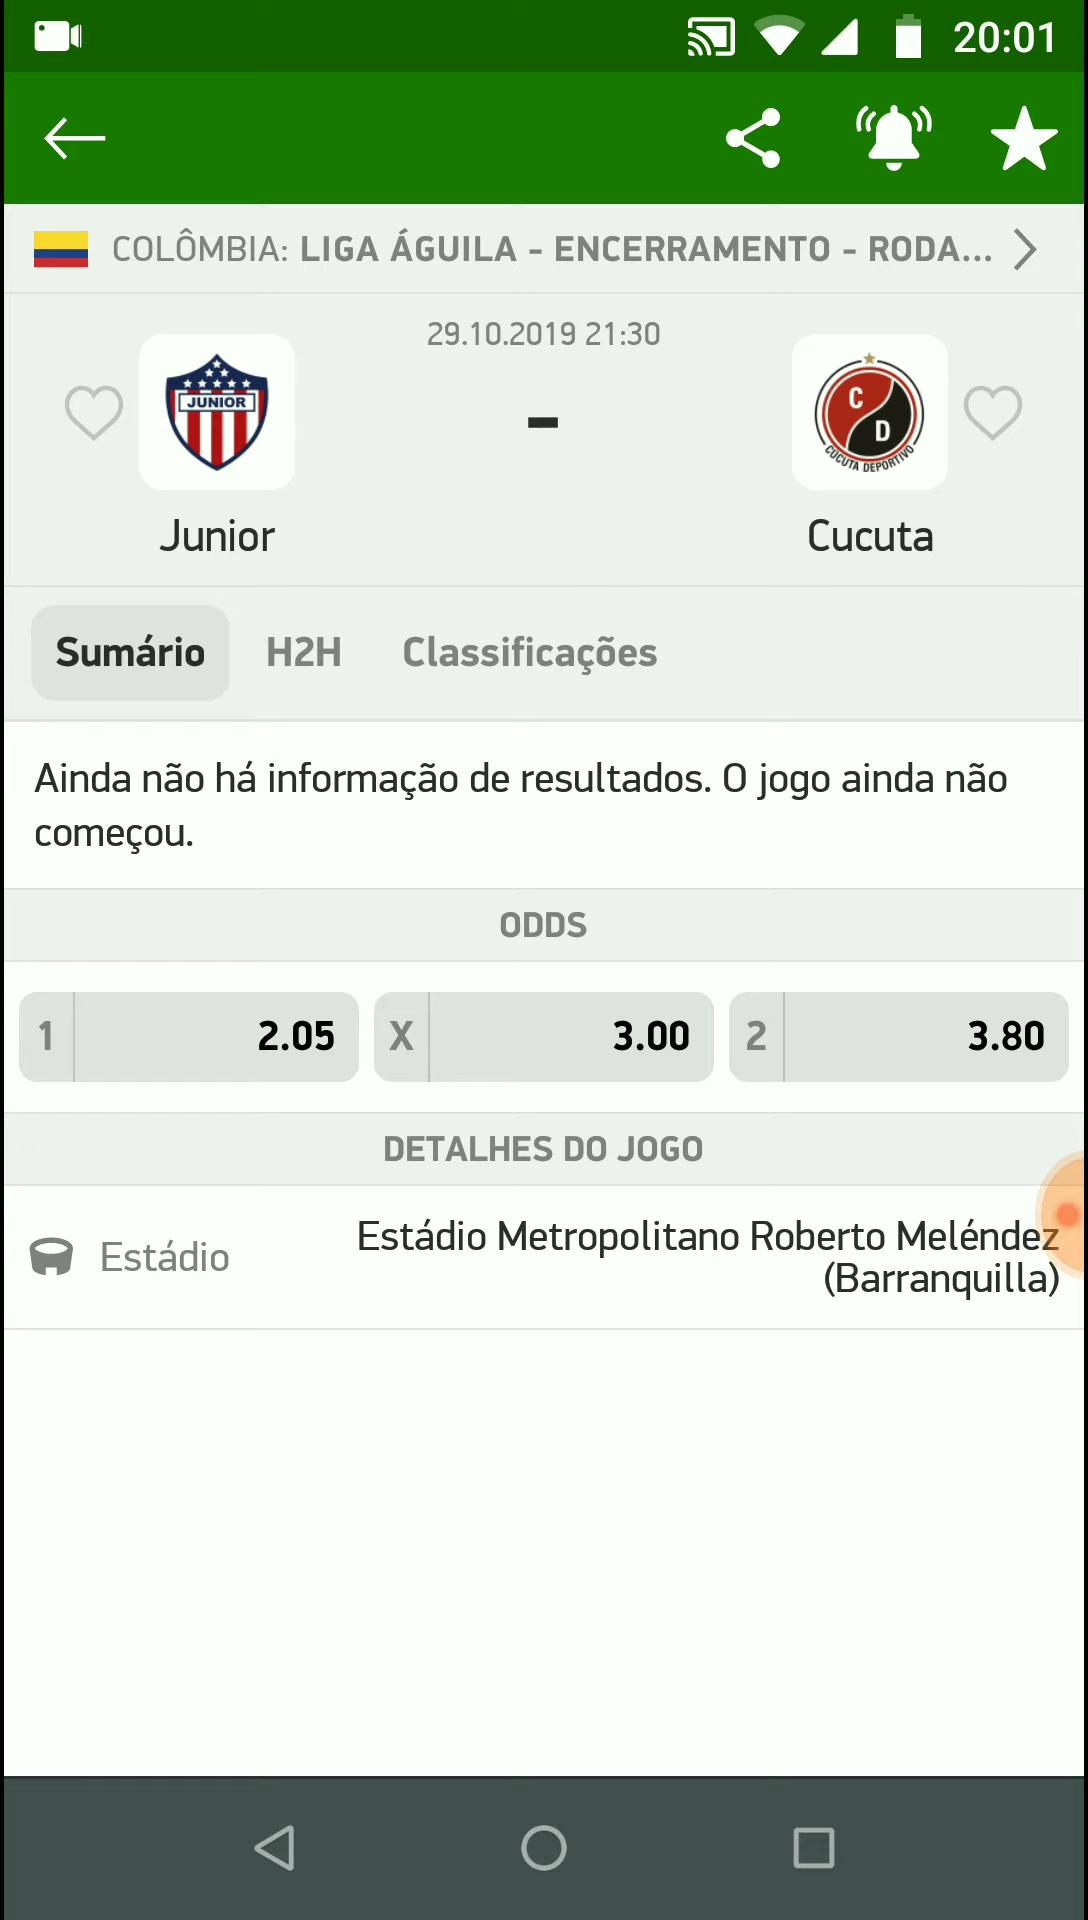 20:01
COLÔMBIA: LIGA ÁGUILA - ENCERRAMENTO - RODA...
29.10.2019 21:30
JUNIOR
C
D
CÚCUTA DEPORTIVO
-
Junior
Cucuta
Sumário
H2H
Classificações
Ainda não há informação de resultados. O jogo ainda não
começou.
ODDS
1 2.05
X 3.00
2 3.80
DETALHES DO JOGO
Estádio
Estádio Metropolitano Roberto Meléndez
(Barranquilla)